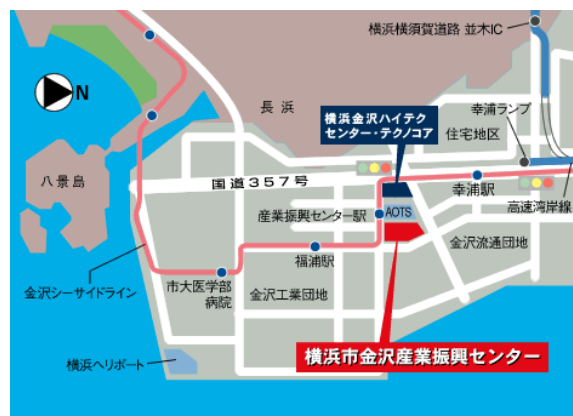 横浜横須賀道路 並木IC
N
長浜
横浜金沢ハイテク
センター・テクノコア
幸浦ランプ
住宅地区
八景島
国道357号
幸浦駅
高速湾岸線
産業振興センター駅
AOTS
金沢流通団地
福浦駅
金沢シーサイドライン
市大医学部
病院
金沢工業団地
横浜ヘリポート
横浜市金沢産業振興センター